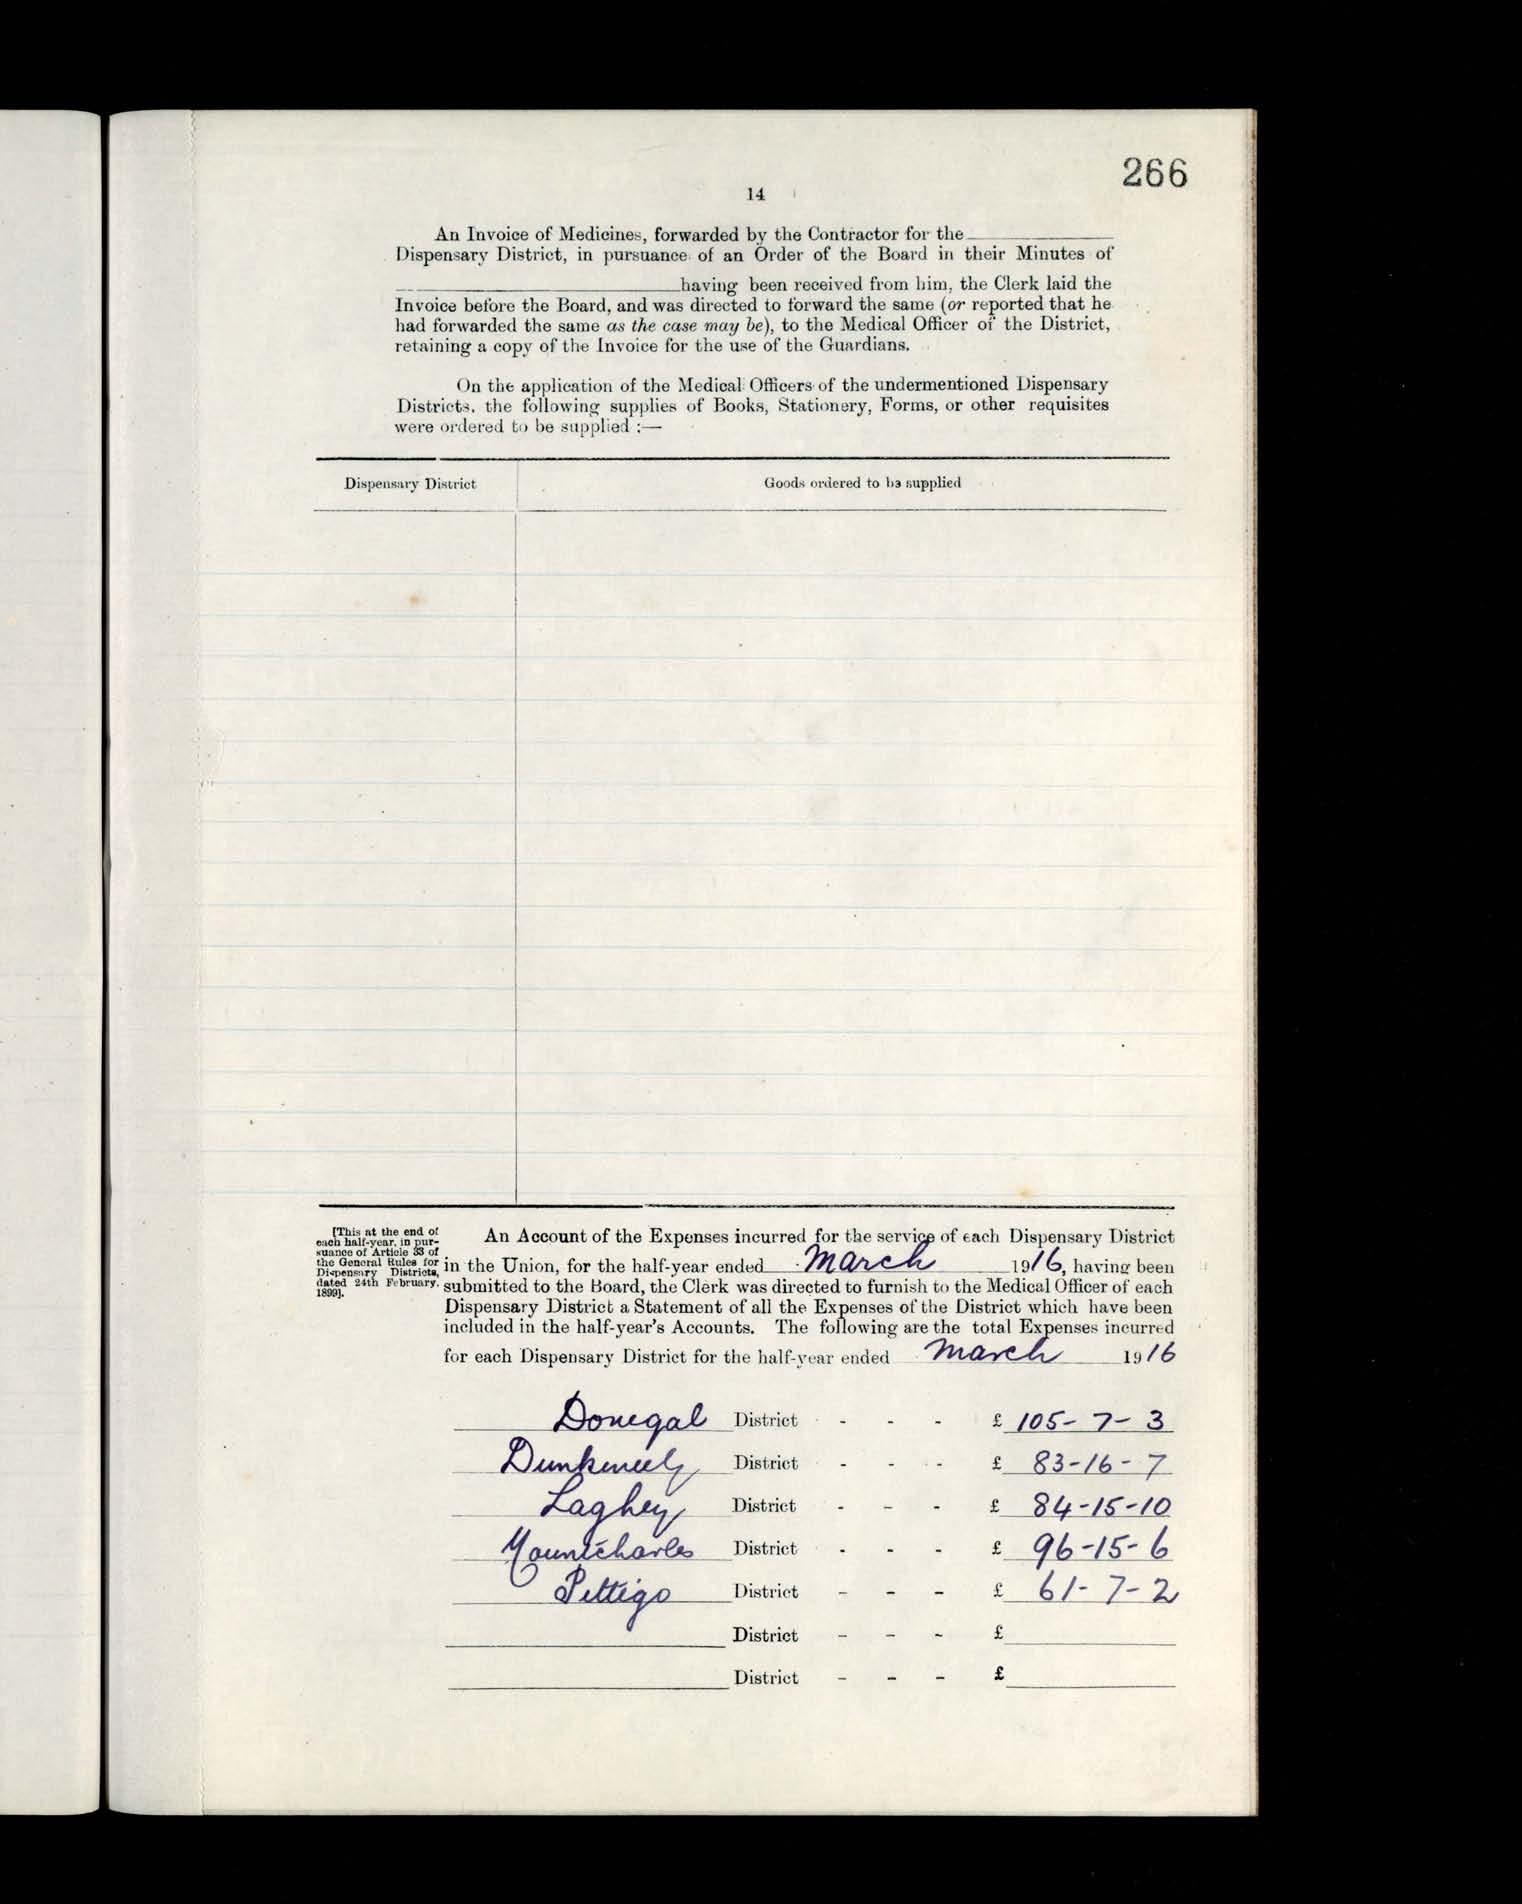 266
14
An Invoice of Medicines, forwarded by the Contractor for the
Dispensary District, in pursuance of an Order of the Board in their Minutes of
having been received from him, the Clerk laid the
Invoice before the Board, and was directed to forward the same (or reported that he
had forwarded the same as the case may be), to the Medical Officer of the District,
retaining a copy of the Invoice for the use of the Guardians.
On the application of the Medical Officers of the undermentioned Dispensary
Districts, the following supplies of Books, Stationery, Forms, or other requisites
were ordered to be supplied :—
Dispensary District Goods ordered to be supplied
[This at the end of
each half-year, in pur-
suance of Article 33 of
the General Rules for
Dispensary Districts,
dated 24th February,
1899].
An Account of the Expenses incurred for the service of each Dispensary District
in the Union, for the half-year ended March 1916, having been
submitted to the Board, the Clerk was directed to furnish to the Medical Officer of each
Dispensary District a Statement of all the Expenses of the District which have been
included in the half-year's Accounts. The following are the total Expenses incurred
for each Dispensary District for the half-year ended March 1916
Donegal District - - - £ 105-7-3
Dunkineely District - - - £ 83-16-7
Laghey District - - - £ 84-15-10
Mountcharles District - - - £ 96-15-6
Pettigo District - - - £ 61-7-2
District - - - £
District - - - £